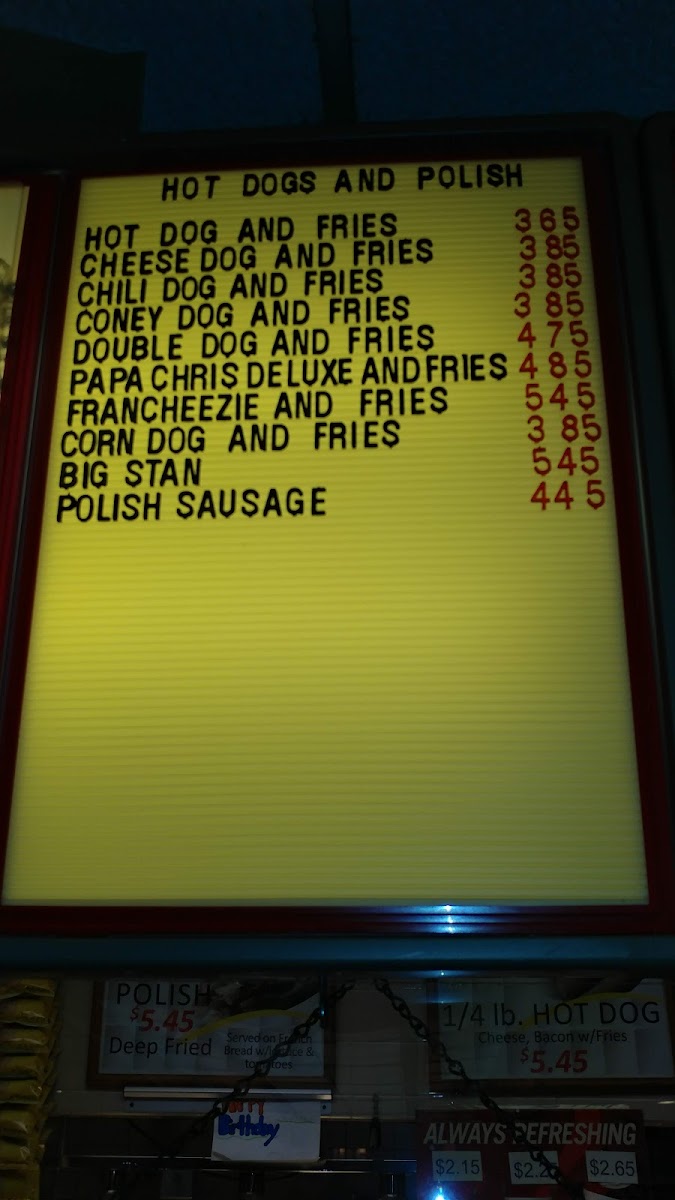 HOT DOGS AND POLISH
HOT DOG AND FRIES 365
CHEESE DOG AND FRIES 385
CHILI DOG AND FRIES 385
CONEY DOG AND FRIES 385
DOUBLE DOG AND FRIES 475
PAPA CHRIS DELUXE AND FRIES 485
FRANCHEEZIE AND FRIES 545
CORN DOG AND FRIES 385
BIG STAN 545
POLISH SAUSAGE 445
POLISH
$5.45
Deep Fried
Served on French
Bread w/ &
1/4 lb. HOT DOG
Cheese, Bacon w/Fries
$5.45
Birthday
ALWAYS REFRESHING
$2.15 $2.65